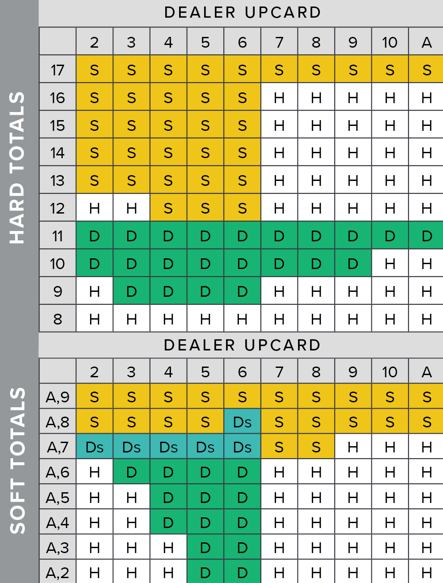 DEALER UPCARD
2 3 4 5 6 7 8 9 10 A
HARD TOTALS
17 S S S S S S S S S S
16 S S S S S H H H H H
15 S S S S S H H H H H
14 S S S S S H H H H H
13 S S S S S H H H H H
12 H H S S S H H H H H
11 D D D D D D D D D D
10 D D D D D D D D H H
9 H D D D D H H H H H
8 H H H H H H H H H H
DEALER UPCARD
2 3 4 5 6 7 8 9 10 A
SOFT TOTALS
A,9 S S S S S S S S S S
A,8 S S S S Ds S S S S S
A,7 Ds Ds Ds Ds Ds S S H H H
A,6 H D D D D H H H H H
A,5 H H D D D H H H H H
A,4 H H D D D H H H H H
A,3 H H H D D H H H H H
A,2 H H H D D H H H H H